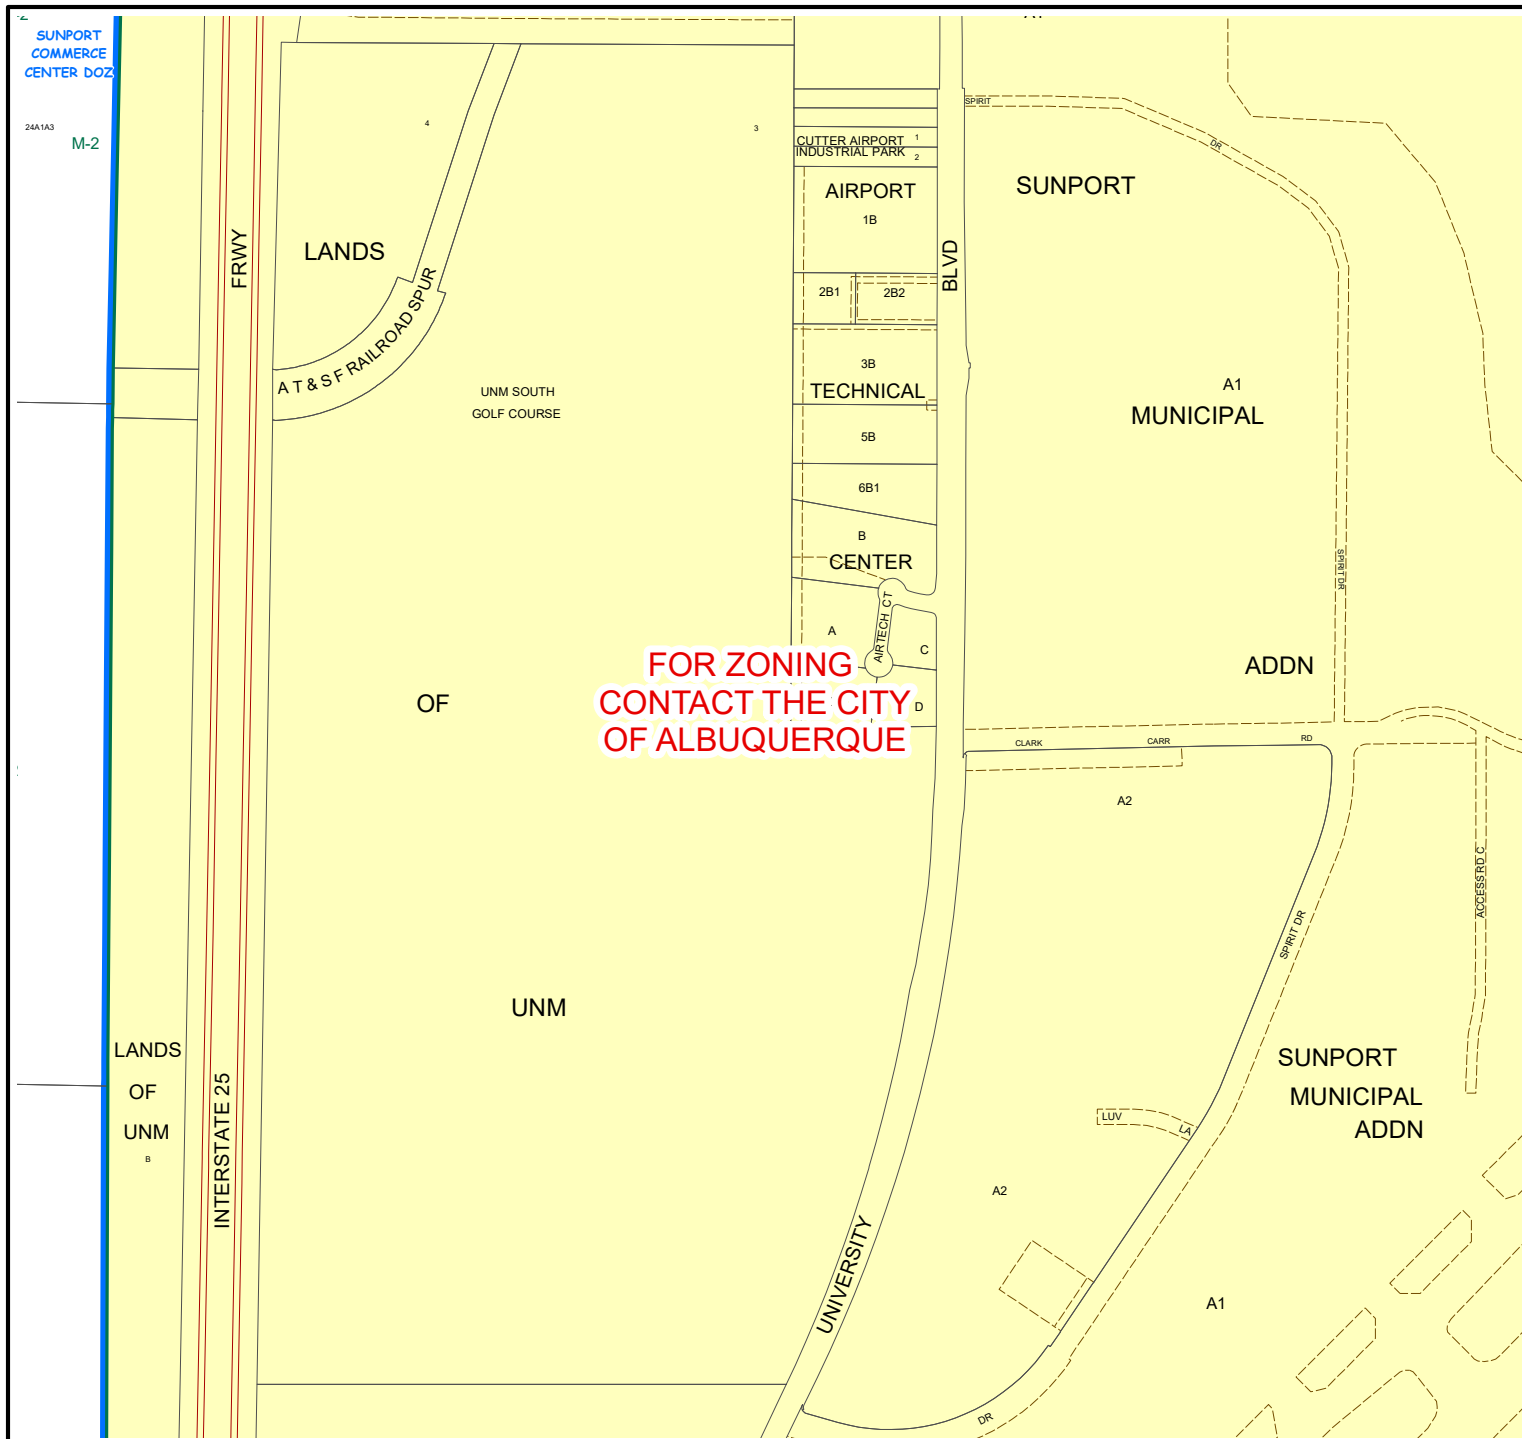 SUNPORT
COMMERCE
CENTER DOZ
24A1A3
M-2
4
3
CUTTER AIRPORT
INDUSTRIAL PARK
1
2
SPIRIT
DR
AIRPORT
1B
SUNPORT
LANDS
FRWY
BLVD
2B1
2B2
A T & S F RAILROAD SPUR
3B
TECHNICAL
UNM SOUTH
GOLF COURSE
A1
MUNICIPAL
5B
6B1
B
CENTER
SPIRIT DR
AIRTECH CT
A
C
D
FOR ZONING
CONTACT THE CITY
OF ALBUQUERQUE
ADDN
OF
CLARK
CARR
RD
A2
ACCESS RD C
SPIRIT DR
UNM
LANDS
OF
UNM
B
INTERSTATE 25
SUNPORT
MUNICIPAL
ADDN
LUV
LA
A2
UNIVERSITY
A1
DR